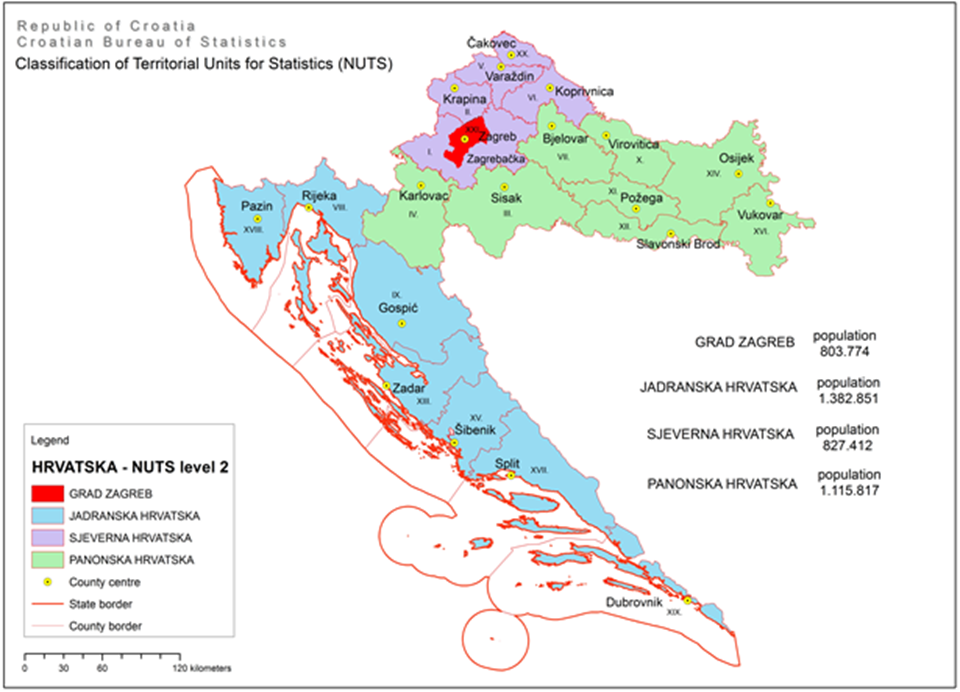 Republic of Croatia
Croatian Bureau of Statistics
Classification of Territorial Units for Statistics (NUTS)
Čakovec
XX.
V.
Varaždin
Krapina
II.
VI.
Koprivnica
XXI.
Zagreb
I.
Zagrebačka
Bjelovar
VII.
Virovitica
X.
Osijek
XIV.
Karlovac
IV.
Sisak
III.
XI.
Požega
XII.
Vukovar
XVI.
Slavonski Brod
Pazin
XVIII.
Rijeka
VIII.
IX.
Gospić
Zadar
XIII.
XV.
Šibenik
Split
XVII.
Dubrovnik
XIX.
GRAD ZAGREB population
803.774
JADRANSKA HRVATSKA population
1.382.851
SJEVERNA HRVATSKA population
827.412
PANONSKA HRVATSKA population
1.115.817
Legend
HRVATSKA - NUTS level 2
GRAD ZAGREB
JADRANSKA HRVATSKA
SJEVERNA HRVATSKA
PANONSKA HRVATSKA
County centre
State border
County border
0 30 60 120 kilometers